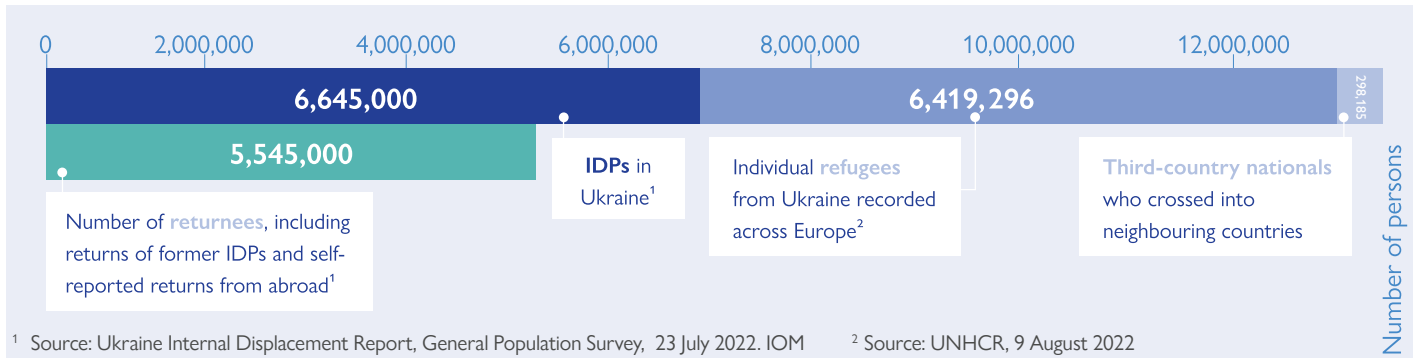 0 2,000,000 4,000,000 6,000,000 8,000,000 10,000,000 12,000,000
6,645,000
6,419,296
298,185
5,545,000
Number of returnees, including
returns of former IDPs and self-
reported returns from abroad¹
IDPs in
Ukraine¹
Individual refugees
from Ukraine recorded
across Europe²
Third-country nationals
who crossed into
neighbouring countries
Number of persons
¹ Source: Ukraine Internal Displacement Report, General Population Survey, 23 July 2022. IOM
² Source: UNHCR, 9 August 2022